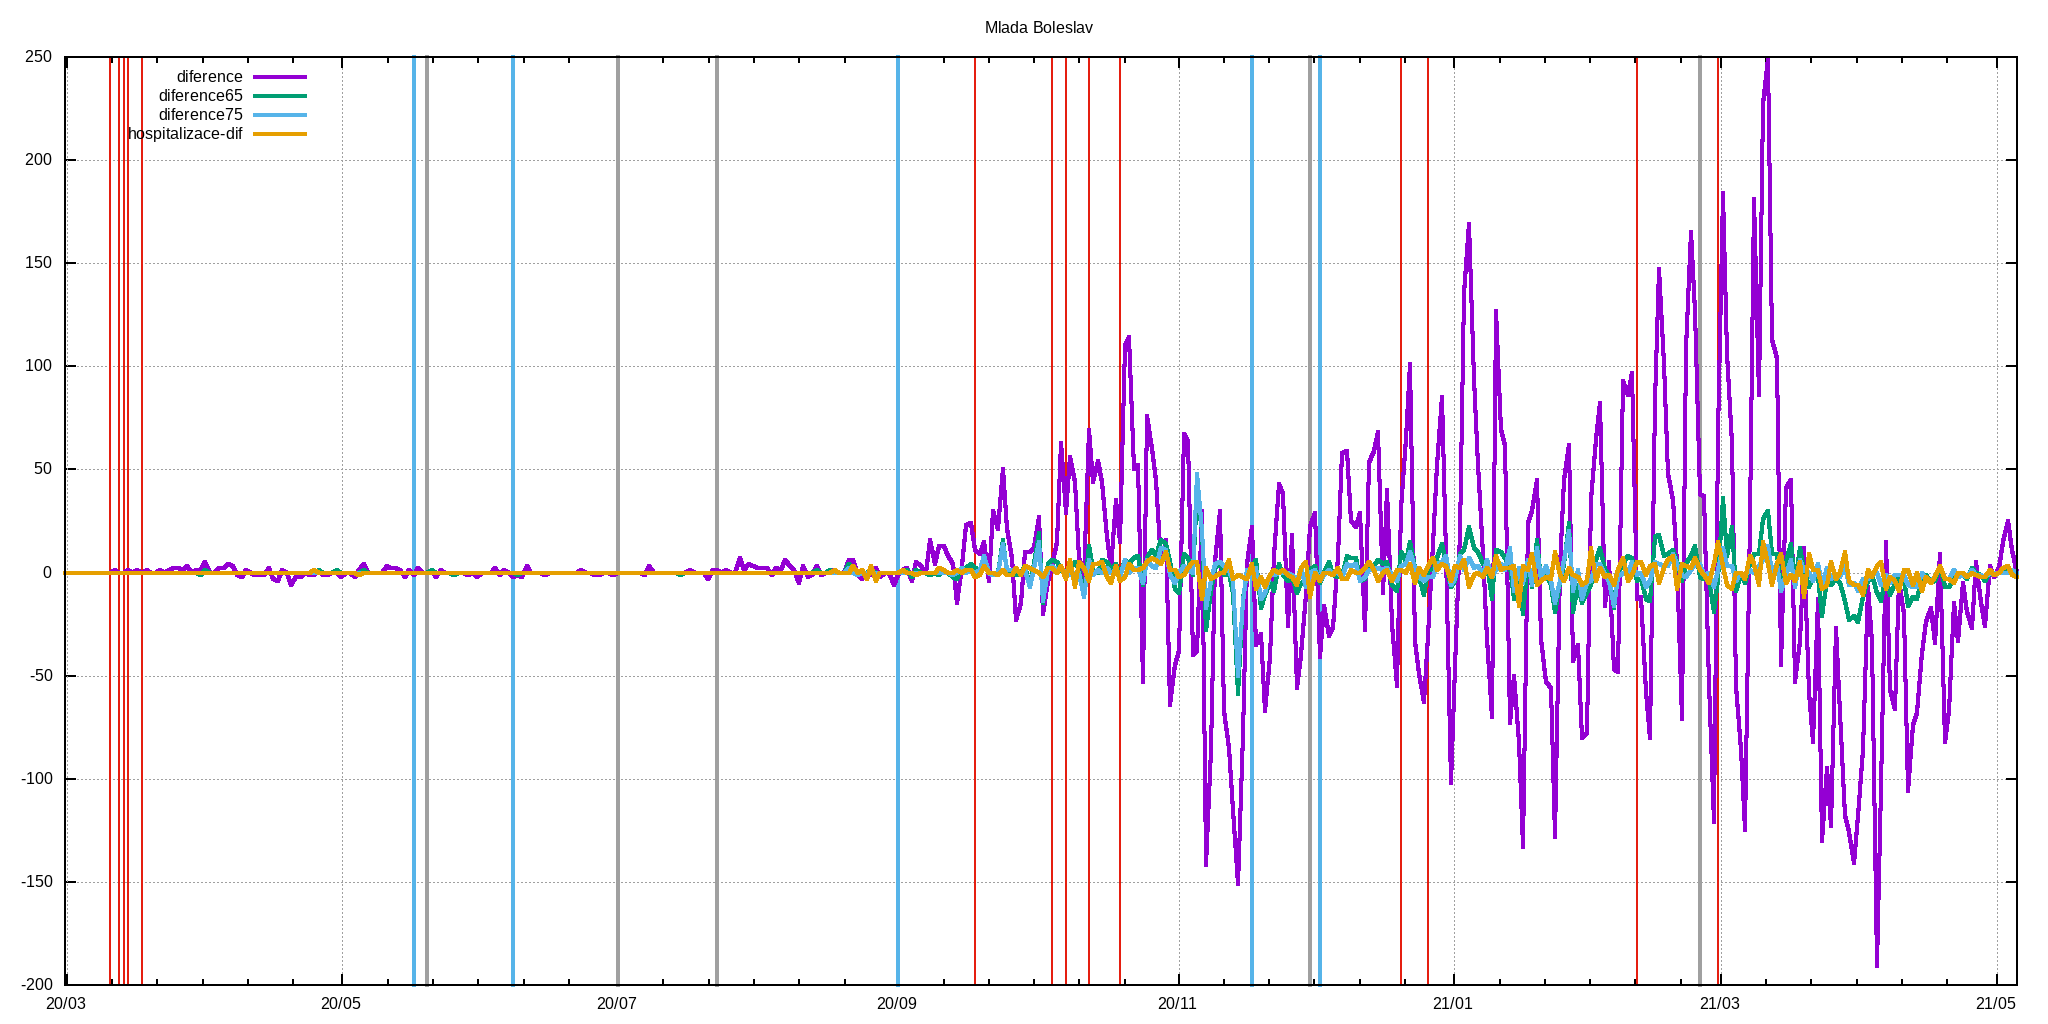 Mlada Boleslav
250
200
150
100
50
0
-50
-100
-150
-200
diference
diference65
diference75
hospitalizace-dif
20/03 20/05 20/07 20/09 20/11 21/01 21/03 21/05